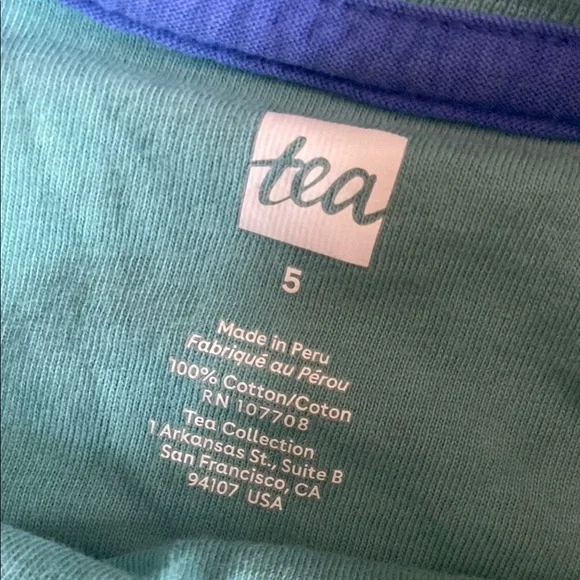 tea
5
Made in Peru
Fabriqué au Pérou
100% Cotton/Coton
RN 107708
Tea Collection
1 Arkansas St., Suite B
San Francisco, CA
94107 USA